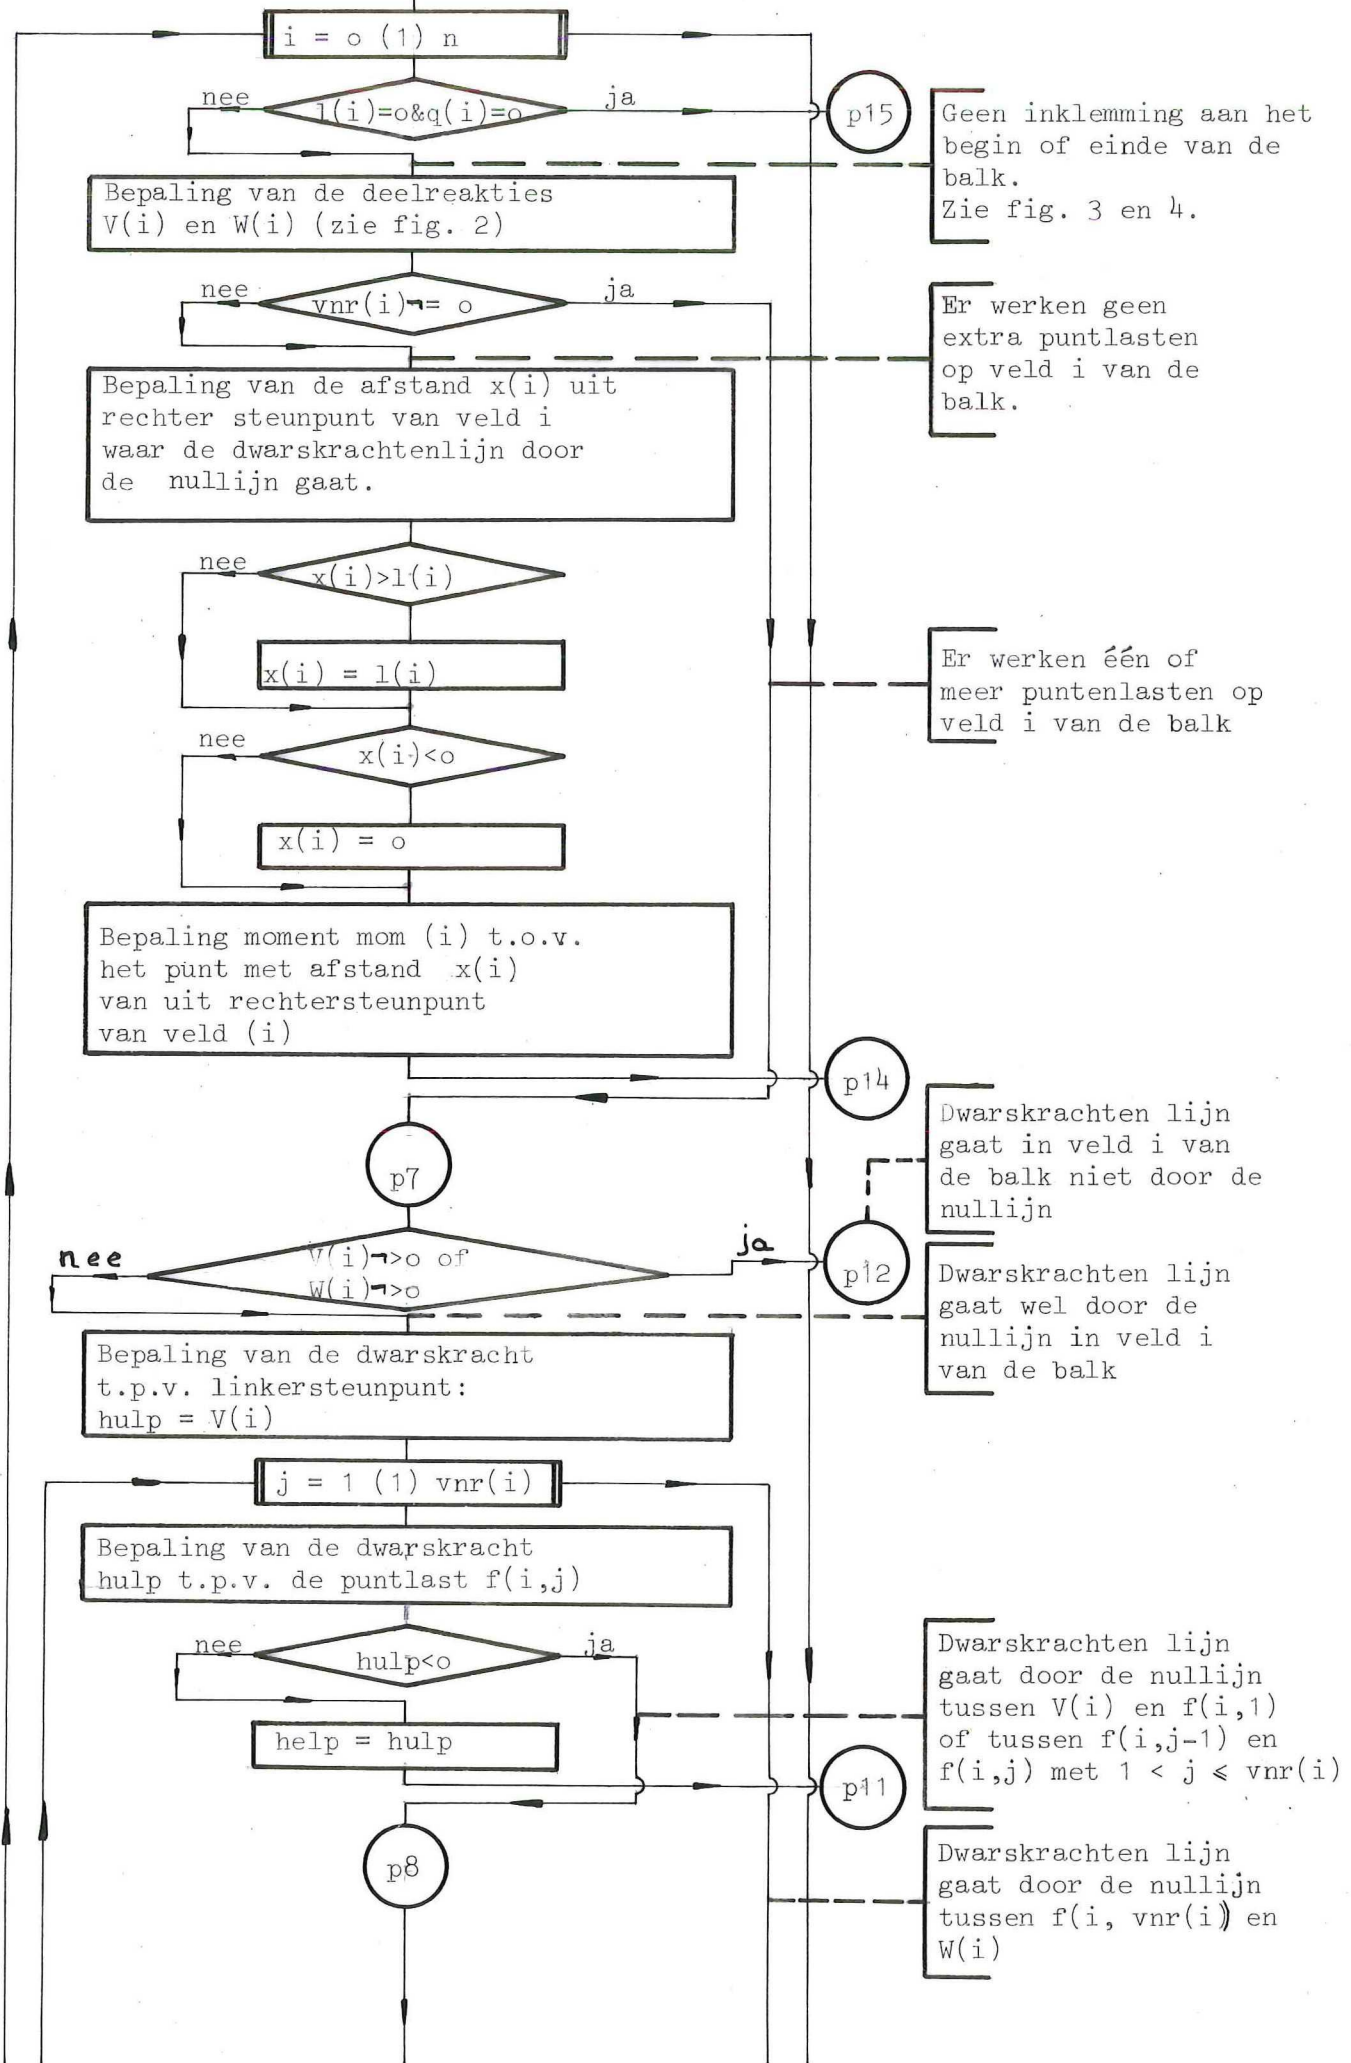 i = o (1) n
nee
l(i)=o&q(i)=o
ja
p15
Geen inklemming aan het
begin of einde van de
balk.
Zie fig. 3 en 4.
Bepaling van de deelreakties
V(i) en W(i) (zie fig. 2)
nee
vnr(i)¬= o
ja
Er werken geen
extra puntlasten
op veld i van de
balk.
Bepaling van de afstand x(i) uit
rechter steunpunt van veld i
waar de dwarskrachtenlijn door
de nullijn gaat.
nee
x(i)>l(i)
x(i) = l(i)
Er werken één of
meer puntenlasten op
veld i van de balk
nee
x(i)<o
x(i) = o
Bepaling moment mom (i) t.o.v.
het punt met afstand x(i)
van uit rechtersteunpunt
van veld (i)
p14
p7
Dwarskrachten lijn
gaat in veld i van
de balk niet door de
nullijn
nee
V(i)¬>o of
W(i)¬>o
ja
p12
Dwarskrachten lijn
gaat wel door de
nullijn in veld i
van de balk
Bepaling van de dwarskracht
t.p.v. linkersteunpunt:
hulp = V(i)
j = 1 (1) vnr(i)
Bepaling van de dwarskracht
hulp t.p.v. de puntlast f(i,j)
nee
hulp<o
ja
Dwarskrachten lijn
gaat door de nullijn
tussen V(i) en f(i,1)
of tussen f(i,j-1) en
f(i,j) met 1 < j ⩽ vnr(i)
help = hulp
p11
p8
Dwarskrachten lijn
gaat door de nullijn
tussen f(i, vnr(i)) en
W(i)